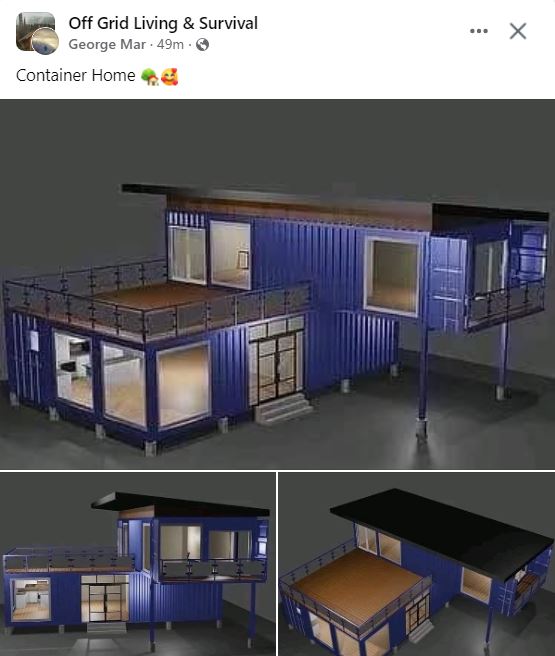 Off Grid Living & Survival
George Mar · 49m ·
Container Home 🏡🥰